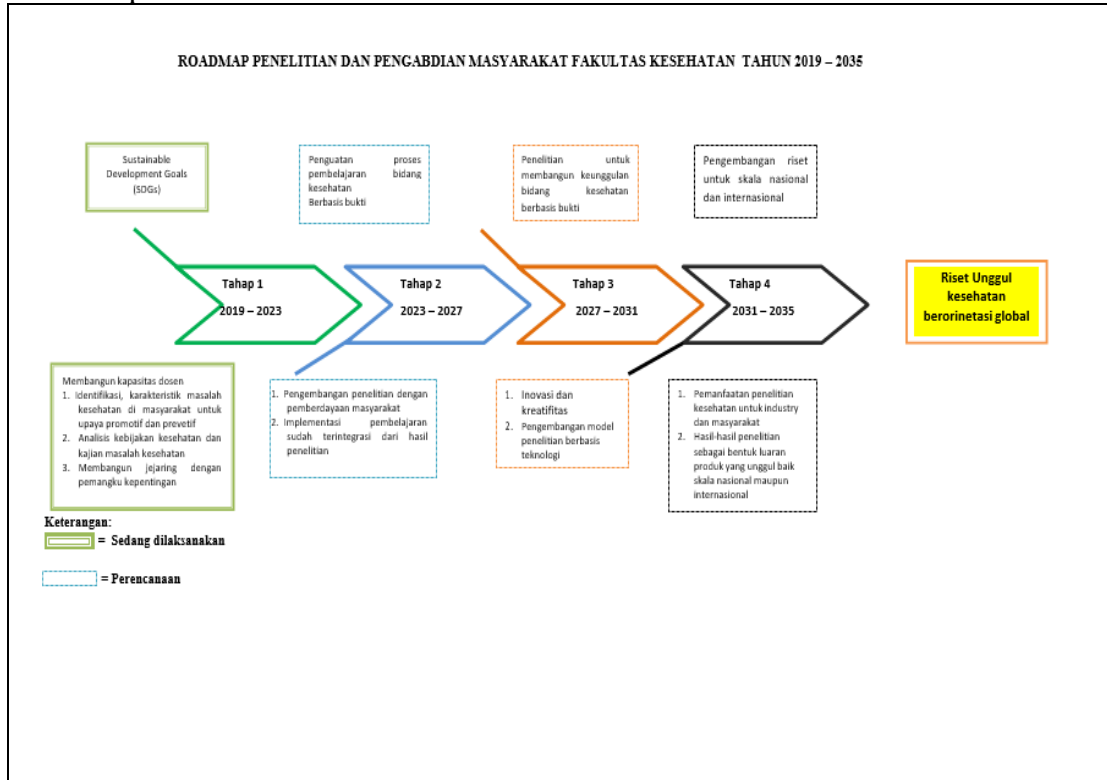 ROADMAP PENELITIAN DAN PENGABDIAN MASYARAKAT FAKULTAS KESEHATAN TAHUN 2019 – 2035
Sustainable
Development Goals
(SDGs)
Penguatan proses
pembelajaran bidang
kesehatan
Berbasis bukti
Penelitian untuk
membangun keunggulan
bidang kesehatan
berbasis bukti
Pengembangan riset
untuk skala nasional
dan internasional
Tahap 1
2019 – 2023
Tahap 2
2023 – 2027
Tahap 3
2027 – 2031
Tahap 4
2031 – 2035
Riset Unggul
kesehatan
berorinetasi global
Membangun kapasitas dosen
1. Identifikasi, karakteristik masalah
kesehatan di masyarakat untuk
upaya promotif dan prevetif
2. Analisis kebijakan kesehatan dan
kajian masalah kesehatan
3. Membangun jejaring dengan
pemangku kepentingan
1. Pengembangan penelitian dengan
pemberdayaan masyarakat
2. Implementasi pembelajaran
sudah terintegrasi dari hasil
penelitian
1. Inovasi dan
kreatifitas
2. Pengembangan model
penelitian berbasis
teknologi
1. Pemanfaatan penelitian
kesehatan untuk industry
dan masyarakat
2. Hasil-hasil penelitian
sebagai bentuk luaran
produk yang unggul baik
skala nasional maupun
internasional
Keterangan:
= Sedang dilaksanakan
= Perencanaan